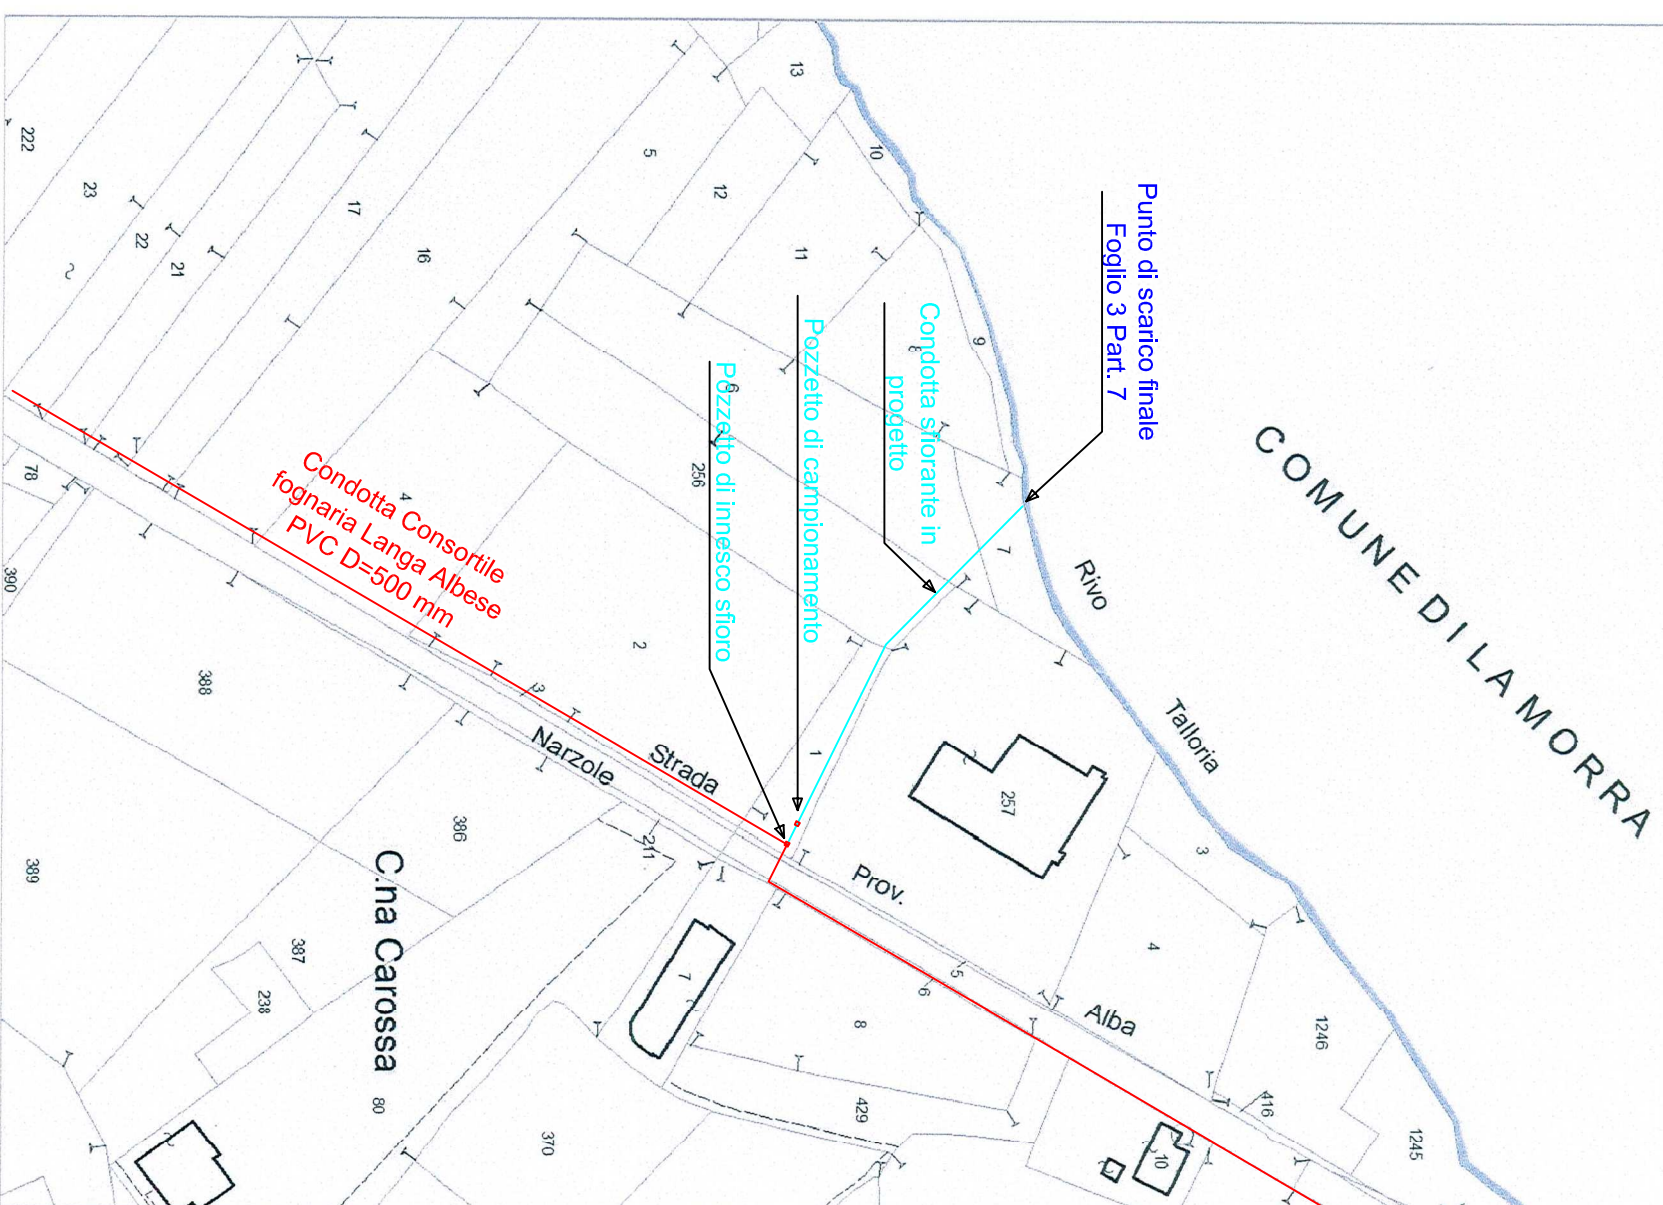 Punto di scarico finale
Foglio 3 Part. 7
Condotta sfiorante in
progetto
Pozzetto di campionamento
Pozzetto di innesco sfioro
Condotta Consortile
fognaria Langa Albese
PVC D=500 mm
COMUNE DI LA MORRA
Rivo
Talloria
Strada
Prov.
Alba
Narzole
C.na Carossa
13
10
5
12
11
9
222
23
22
21
17
16
6
256
4
7
2
3
1
78
390
388
386
389
387
238
80
370
211
257
3
4
5
6
7
8
429
1246
416
1245
10